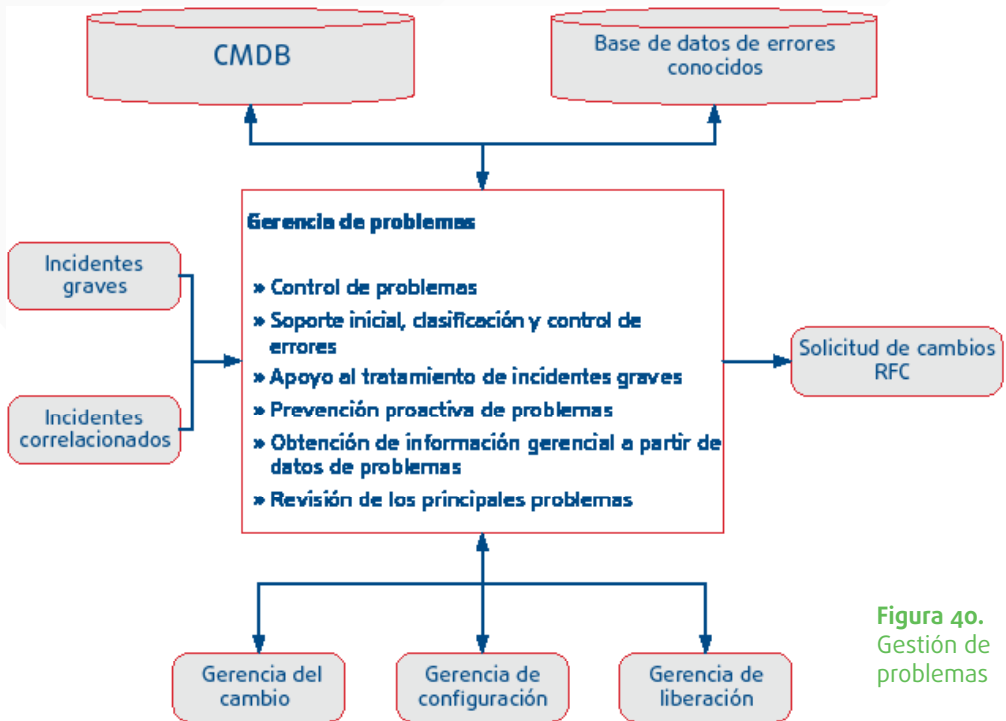 CMDB
Base de datos de errores
conocidos
Gerencia de problemas
» Control de problemas
» Soporte inicial, clasificación y control de
errores
» Apoyo al tratamiento de incidentes graves
» Prevención proactiva de problemas
» Obtención de información gerencial a partir de
datos de problemas
» Revisión de los principales problemas
Incidentes
graves
Incidentes
correlacionados
Solicitud de cambios
RFC
Gerencia del
cambio
Gerencia de
configuración
Gerencia de
liberación
Figura 40.
Gestión de
problemas